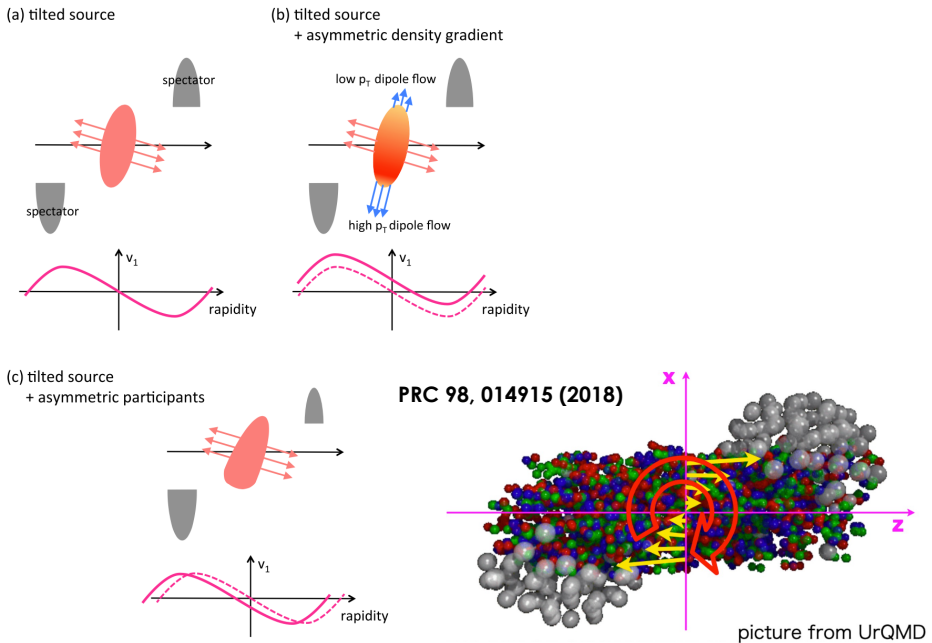 (a) tilted source
spectator
spectator
v1
rapidity
(b) tilted source
+ asymmetric density gradient
low pT dipole flow
high pT dipole flow
v1
rapidity
(c) tilted source
+ asymmetric participants
v1
rapidity
PRC 98, 014915 (2018)
x
z
picture from UrQMD